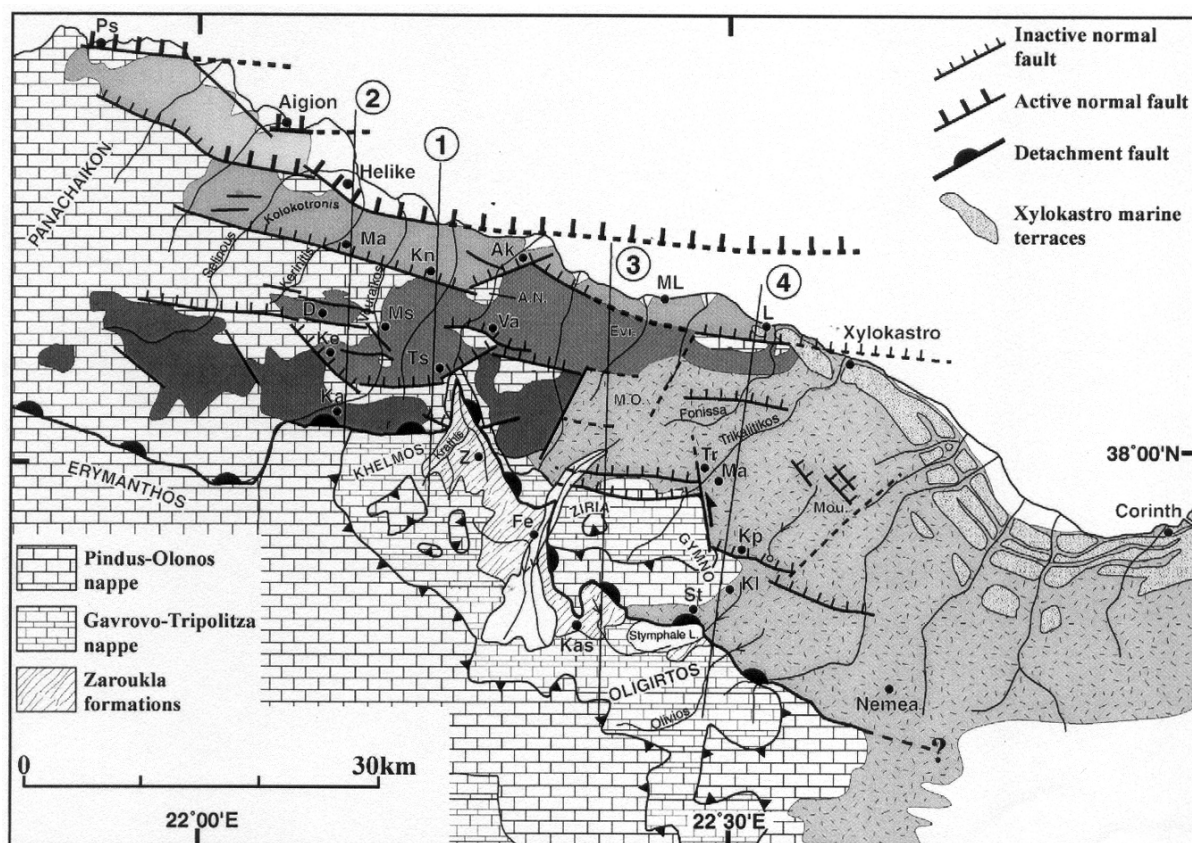 Ps
Inactive normal
fault
Active normal fault
Detachment fault
Xylokastro marine
terraces
Aigion
2
1
Helike
PANACHAIKON
Selinous
Kolokotronis
Kerinitis
Vouraikos
Ma
Kn
Ak
3
4
A.N.
ML
L
Xylokastro
D
Ms
Va
Evr.
Ke
Ts
Ka
M.O.
Fonissa
Trikalitikos
ERYMANTHOS
KHELMOS
Krathis
Z
Tr
Ma
38°00'N
Fe
ZIRIA
Mou.
Corinth
GYMNO
Kp
Kl
St
Kas
Stymphale L.
OLIGIRTOS
Olivios
Nemea
?
Pindus-Olonos
nappe
Gavrovo-Tripolitza
nappe
Zaroukla
formations
0
30km
22°00'E
22°30'E